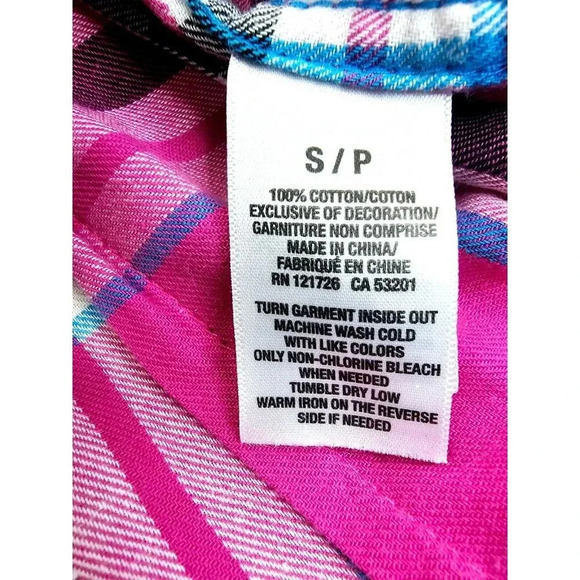 S / P
100% COTTON/COTON
EXCLUSIVE OF DECORATION/
GARNITURE NON COMPRISE
MADE IN CHINA/
FABRIQUÉ EN CHINE
RN 121726 CA 53201
TURN GARMENT INSIDE OUT
MACHINE WASH COLD
WITH LIKE COLORS
ONLY NON-CHLORINE BLEACH
WHEN NEEDED
TUMBLE DRY LOW
WARM IRON ON THE REVERSE
SIDE IF NEEDED